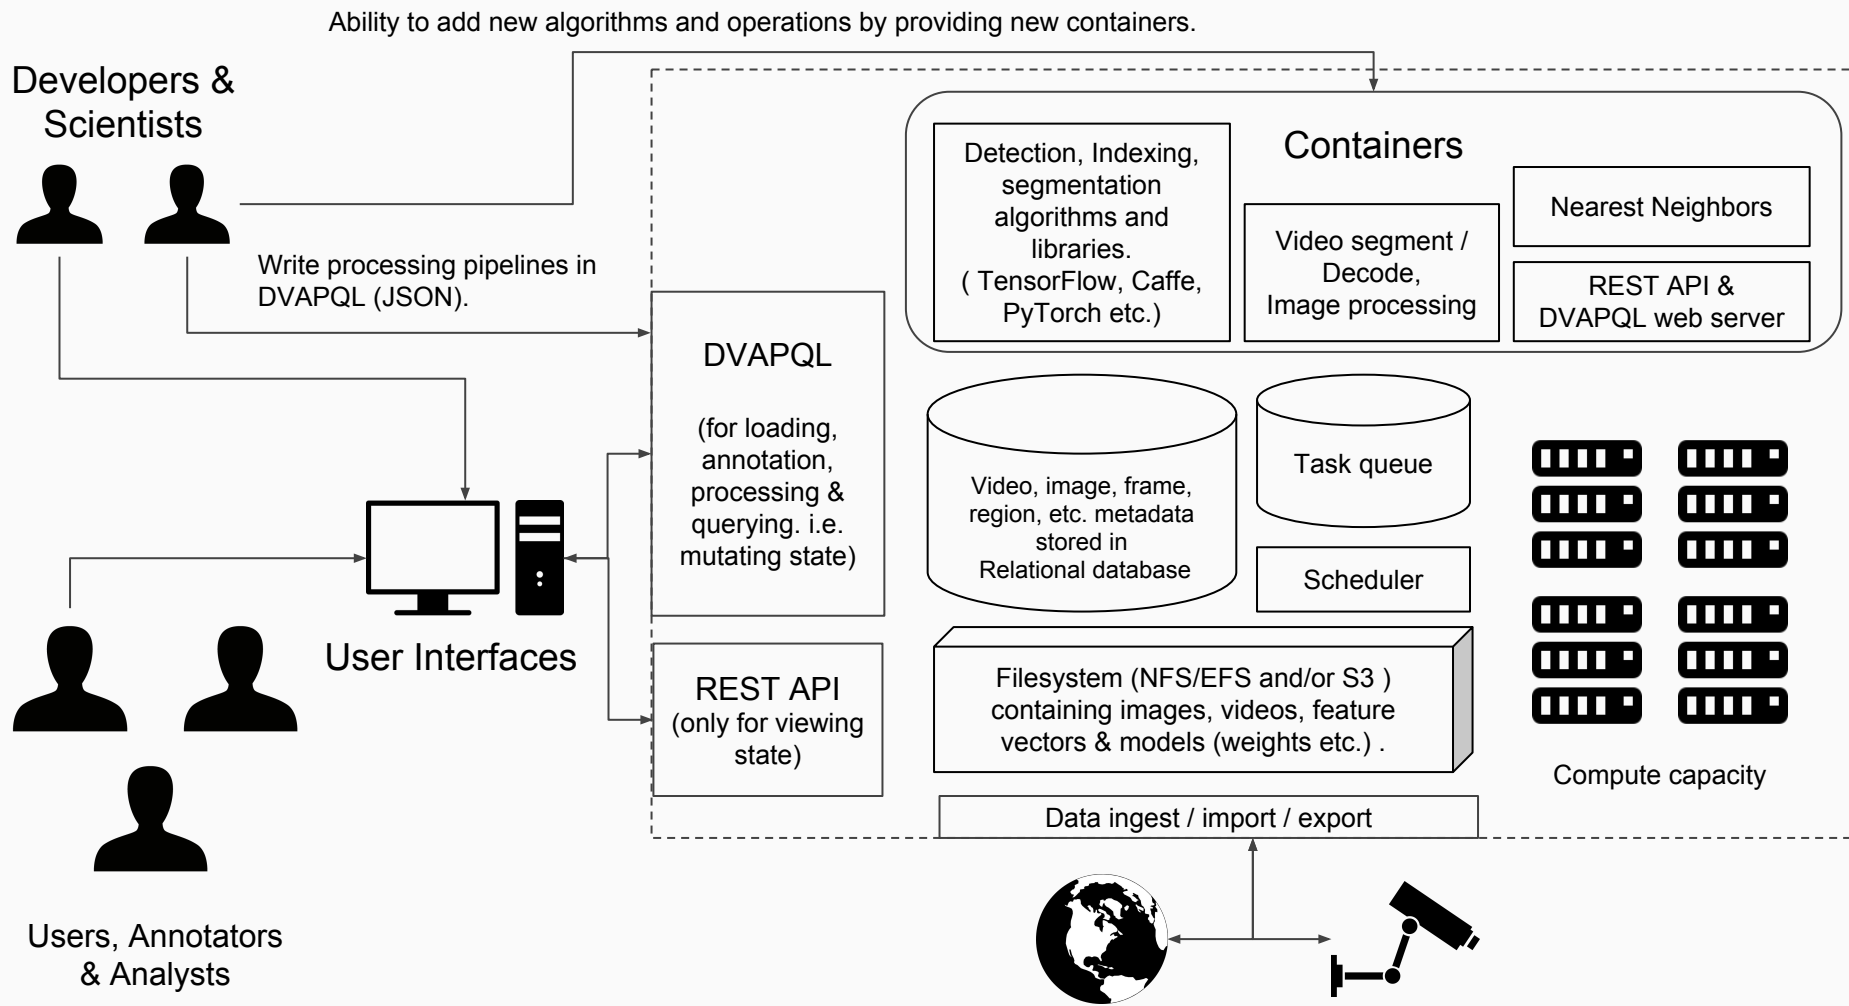 Ability to add new algorithms and operations by providing new containers.
Developers &
Scientists
Write processing pipelines in
DVAPQL (JSON).
Containers
Detection, Indexing,
segmentation
algorithms and
libraries.
( TensorFlow, Caffe,
PyTorch etc.)
Video segment /
Decode,
Image processing
Nearest Neighbors
REST API &
DVAPQL web server
DVAPQL
(for loading,
annotation,
processing &
querying. i.e.
mutating state)
Video, image, frame,
region, etc. metadata
stored in
Relational database
Task queue
Scheduler
User Interfaces
REST API
(only for viewing
state)
Filesystem (NFS/EFS and/or S3 )
containing images, videos, feature
vectors & models (weights etc.) .
Compute capacity
Data ingest / import / export
Users, Annotators
& Analysts